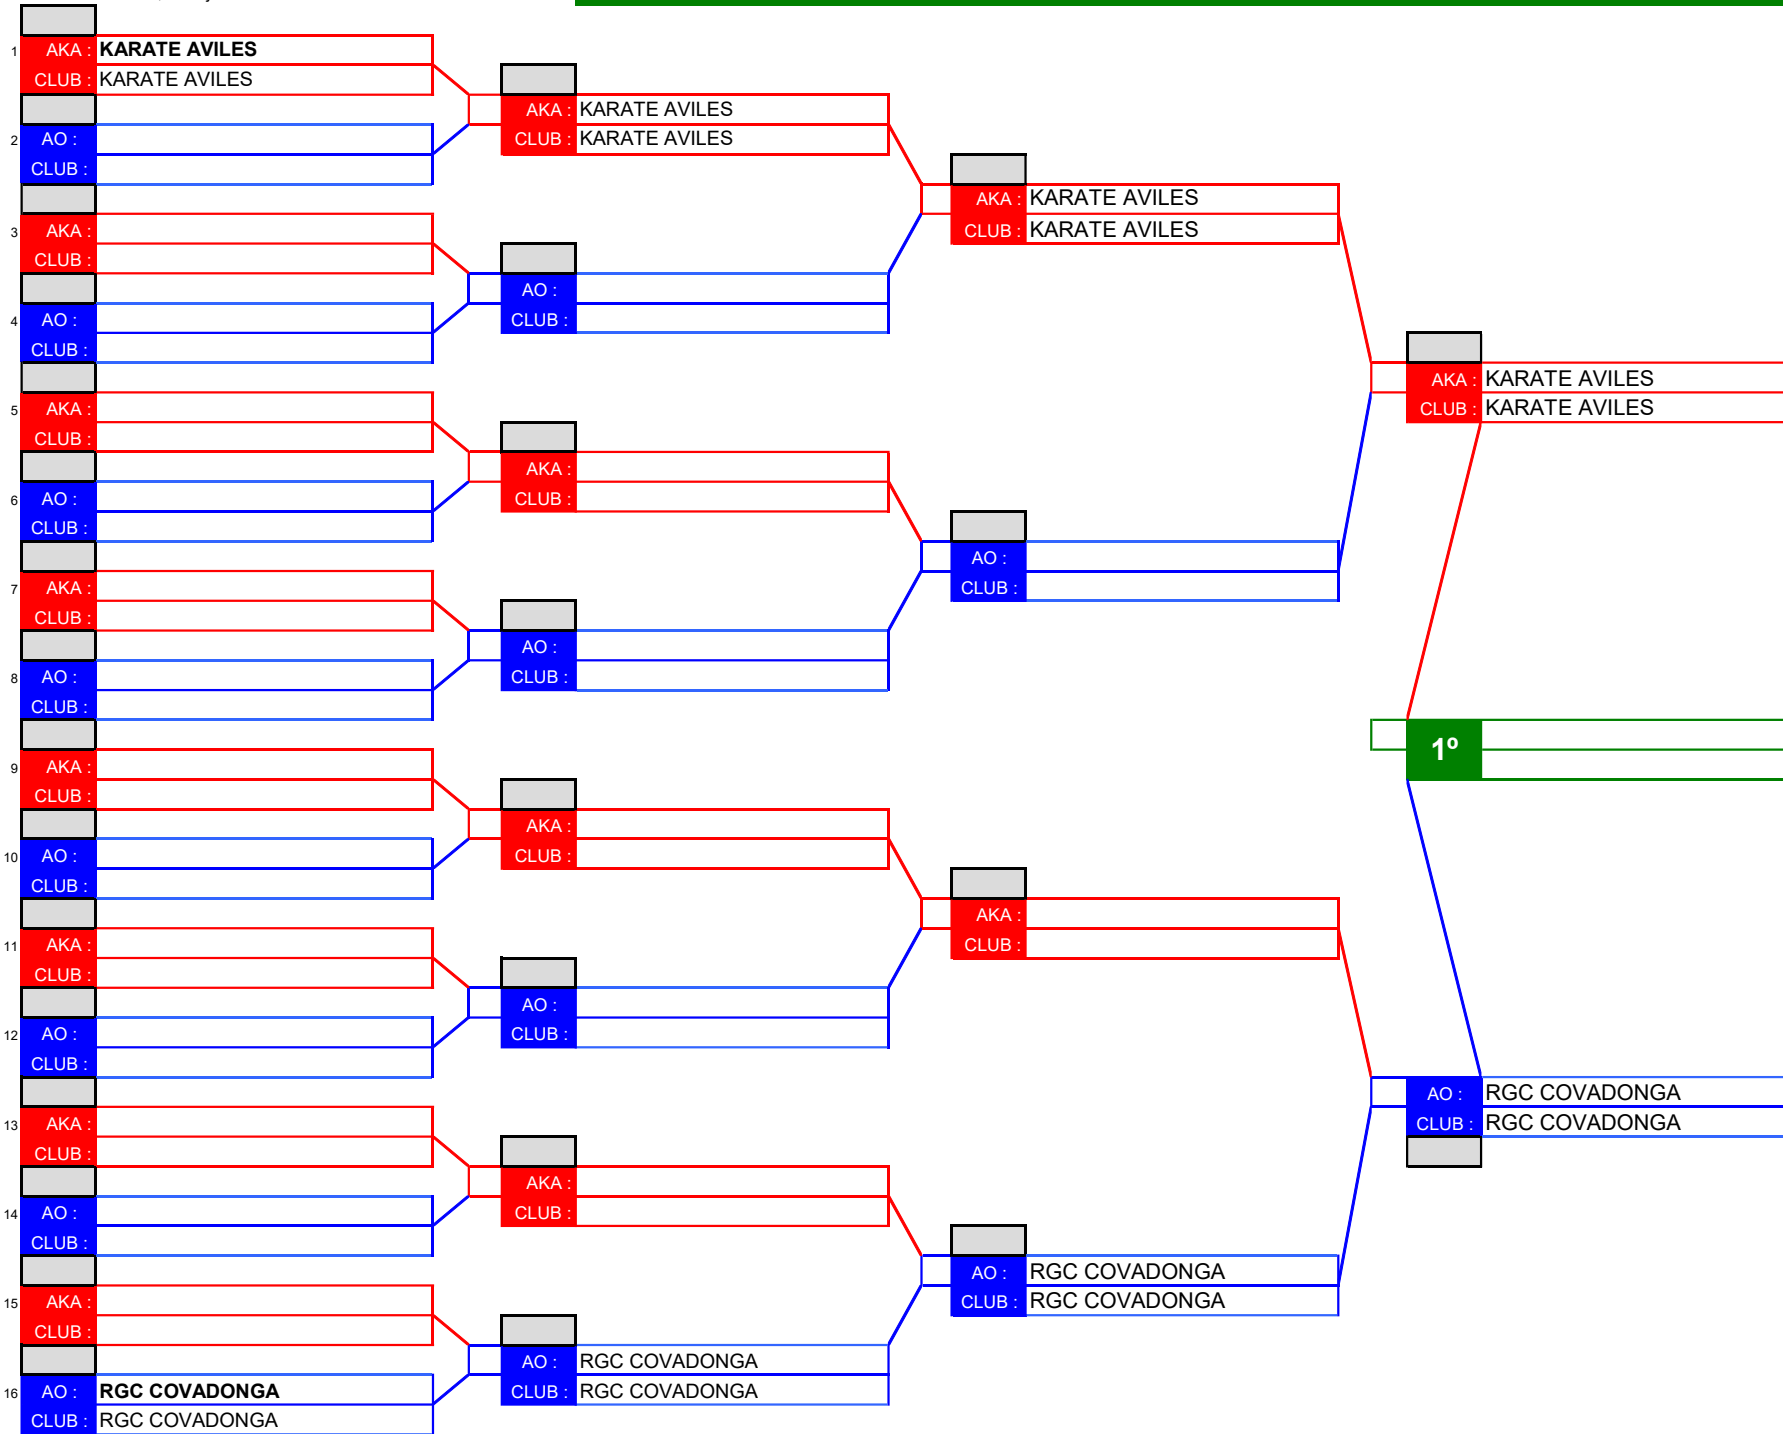 1 AKA : KARATE AVILES
CLUB : KARATE AVILES
2 AO :
CLUB :
3 AKA :
CLUB :
4 AO :
CLUB :
5 AKA :
CLUB :
6 AO :
CLUB :
7 AKA :
CLUB :
8 AO :
CLUB :
9 AKA :
CLUB :
10 AO :
CLUB :
11 AKA :
CLUB :
12 AO :
CLUB :
13 AKA :
CLUB :
14 AO :
CLUB :
15 AKA :
CLUB :
16 AO : RGC COVADONGA
CLUB : RGC COVADONGA
AKA : KARATE AVILES
CLUB : KARATE AVILES
AO :
CLUB :
AKA :
CLUB :
AO :
CLUB :
AKA :
CLUB :
AO :
CLUB :
AKA :
CLUB :
AO : RGC COVADONGA
CLUB : RGC COVADONGA
AKA : KARATE AVILES
CLUB : KARATE AVILES
AO :
CLUB :
AKA :
CLUB :
AO : RGC COVADONGA
CLUB : RGC COVADONGA
AKA : KARATE AVILES
CLUB : KARATE AVILES
1º
AO : RGC COVADONGA
CLUB : RGC COVADONGA